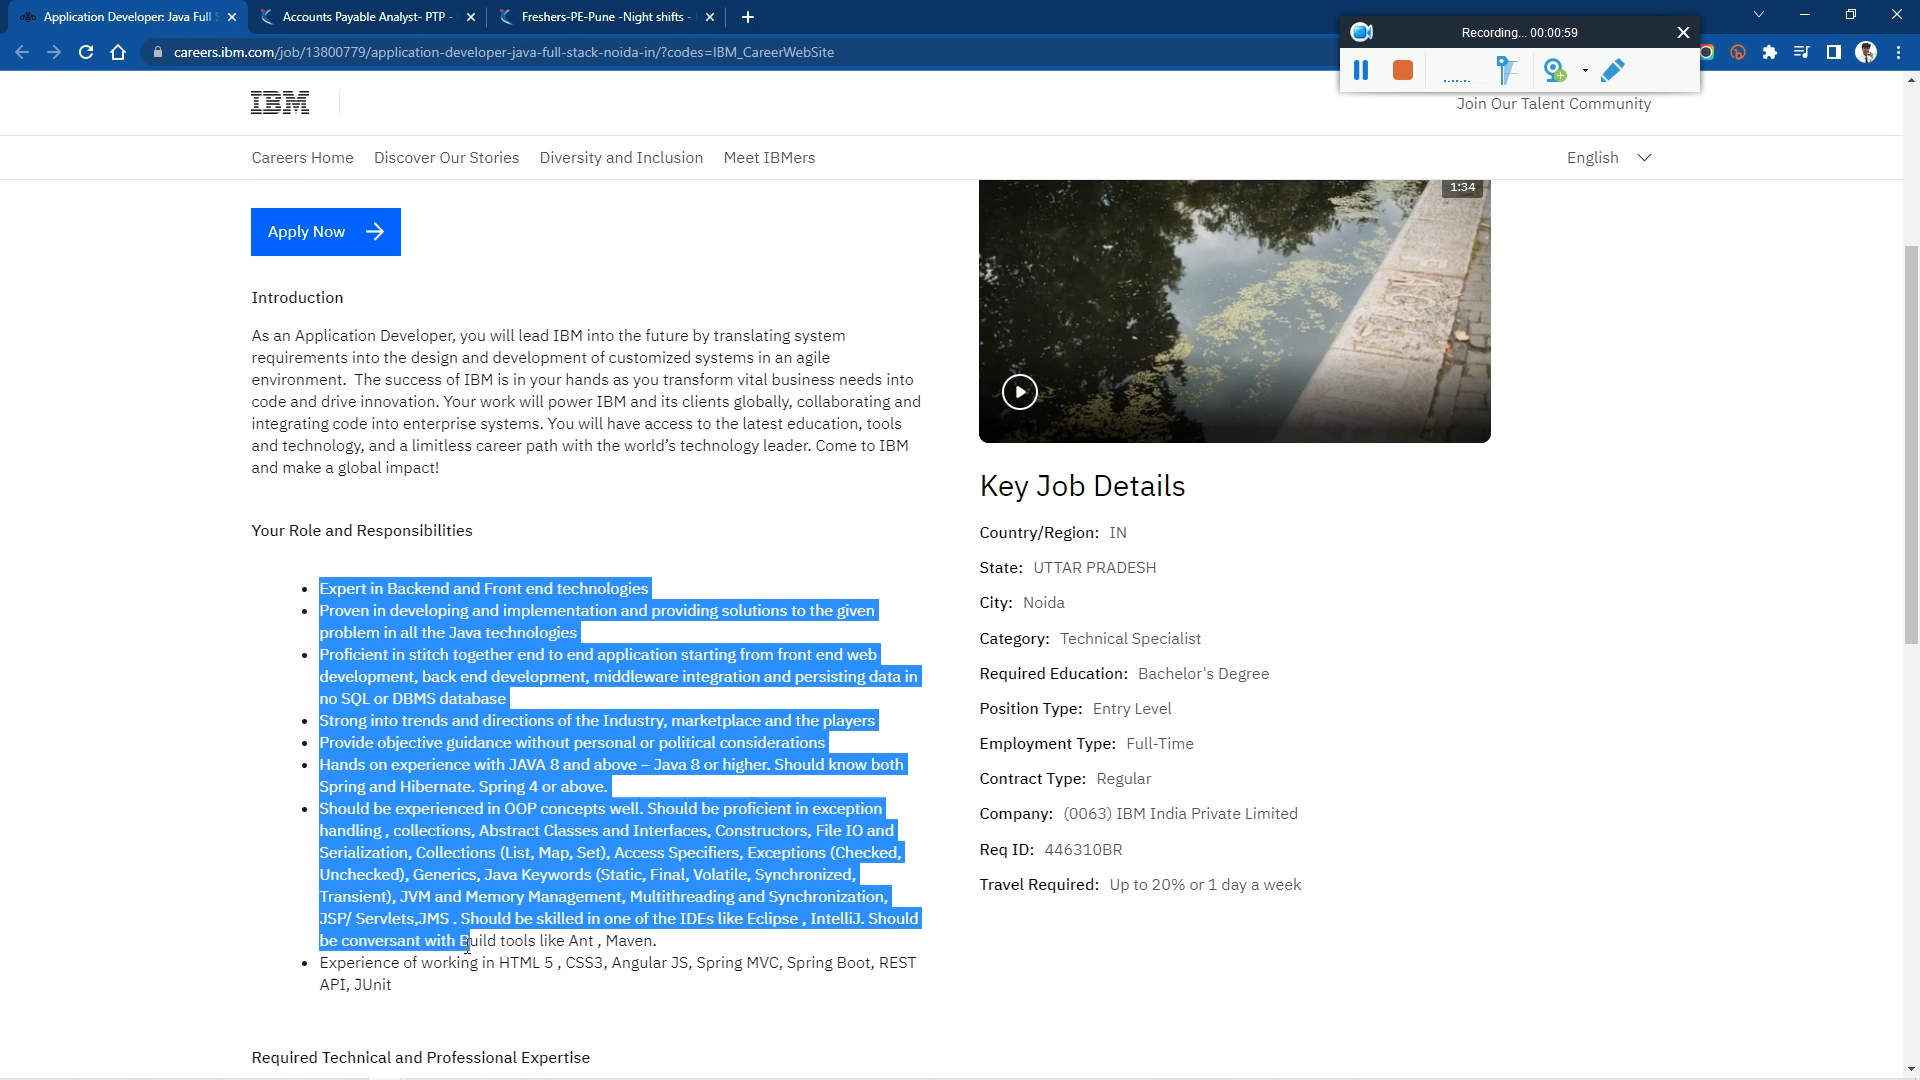 Application Developer: Java Full S
Accounts Payable Analyst- PTP -
Freshers-PE-Pune -Night shifts -
careers.ibm.com/job/13800779/application-developer-java-full-stack-noida-in/?codes=IBM_CareerWebSite
Recording... 00:00:59
IBM
Join Our Talent Community
Careers Home
Discover Our Stories
Diversity and Inclusion
Meet IBMers
English
Apply Now
1:34
Introduction
As an Application Developer, you will lead IBM into the future by translating system
requirements into the design and development of customized systems in an agile
environment.  The success of IBM is in your hands as you transform vital business needs into
code and drive innovation. Your work will power IBM and its clients globally, collaborating and
integrating code into enterprise systems. You will have access to the latest education, tools
and technology, and a limitless career path with the world’s technology leader. Come to IBM
and make a global impact!
Your Role and Responsibilities
Expert in Backend and Front end technologies
Proven in developing and implementation and providing solutions to the given
problem in all the Java technologies
Proficient in stitch together end to end application starting from front end web
development, back end development, middleware integration and persisting data in
no SQL or DBMS database
Strong into trends and directions of the Industry, marketplace and the players
Provide objective guidance without personal or political considerations
Hands on experience with JAVA 8 and above – Java 8 or higher. Should know both
Spring and Hibernate. Spring 4 or above.
Should be experienced in OOP concepts well. Should be proficient in exception
handling , collections, Abstract Classes and Interfaces, Constructors, File IO and
Serialization, Collections (List, Map, Set), Access Specifiers, Exceptions (Checked,
Unchecked), Generics, Java Keywords (Static, Final, Volatile, Synchronized,
Transient), JVM and Memory Management, Multithreading and Synchronization,
JSP/ Servlets,JMS . Should be skilled in one of the IDEs like Eclipse , IntelliJ. Should
be conversant with Build tools like Ant , Maven.
Experience of working in HTML 5 , CSS3, Angular JS, Spring MVC, Spring Boot, REST
API, JUnit
Required Technical and Professional Expertise
Key Job Details
Country/Region: IN
State: UTTAR PRADESH
City: Noida
Category: Technical Specialist
Required Education: Bachelor's Degree
Position Type: Entry Level
Employment Type: Full-Time
Contract Type: Regular
Company: (0063) IBM India Private Limited
Req ID: 446310BR
Travel Required: Up to 20% or 1 day a week